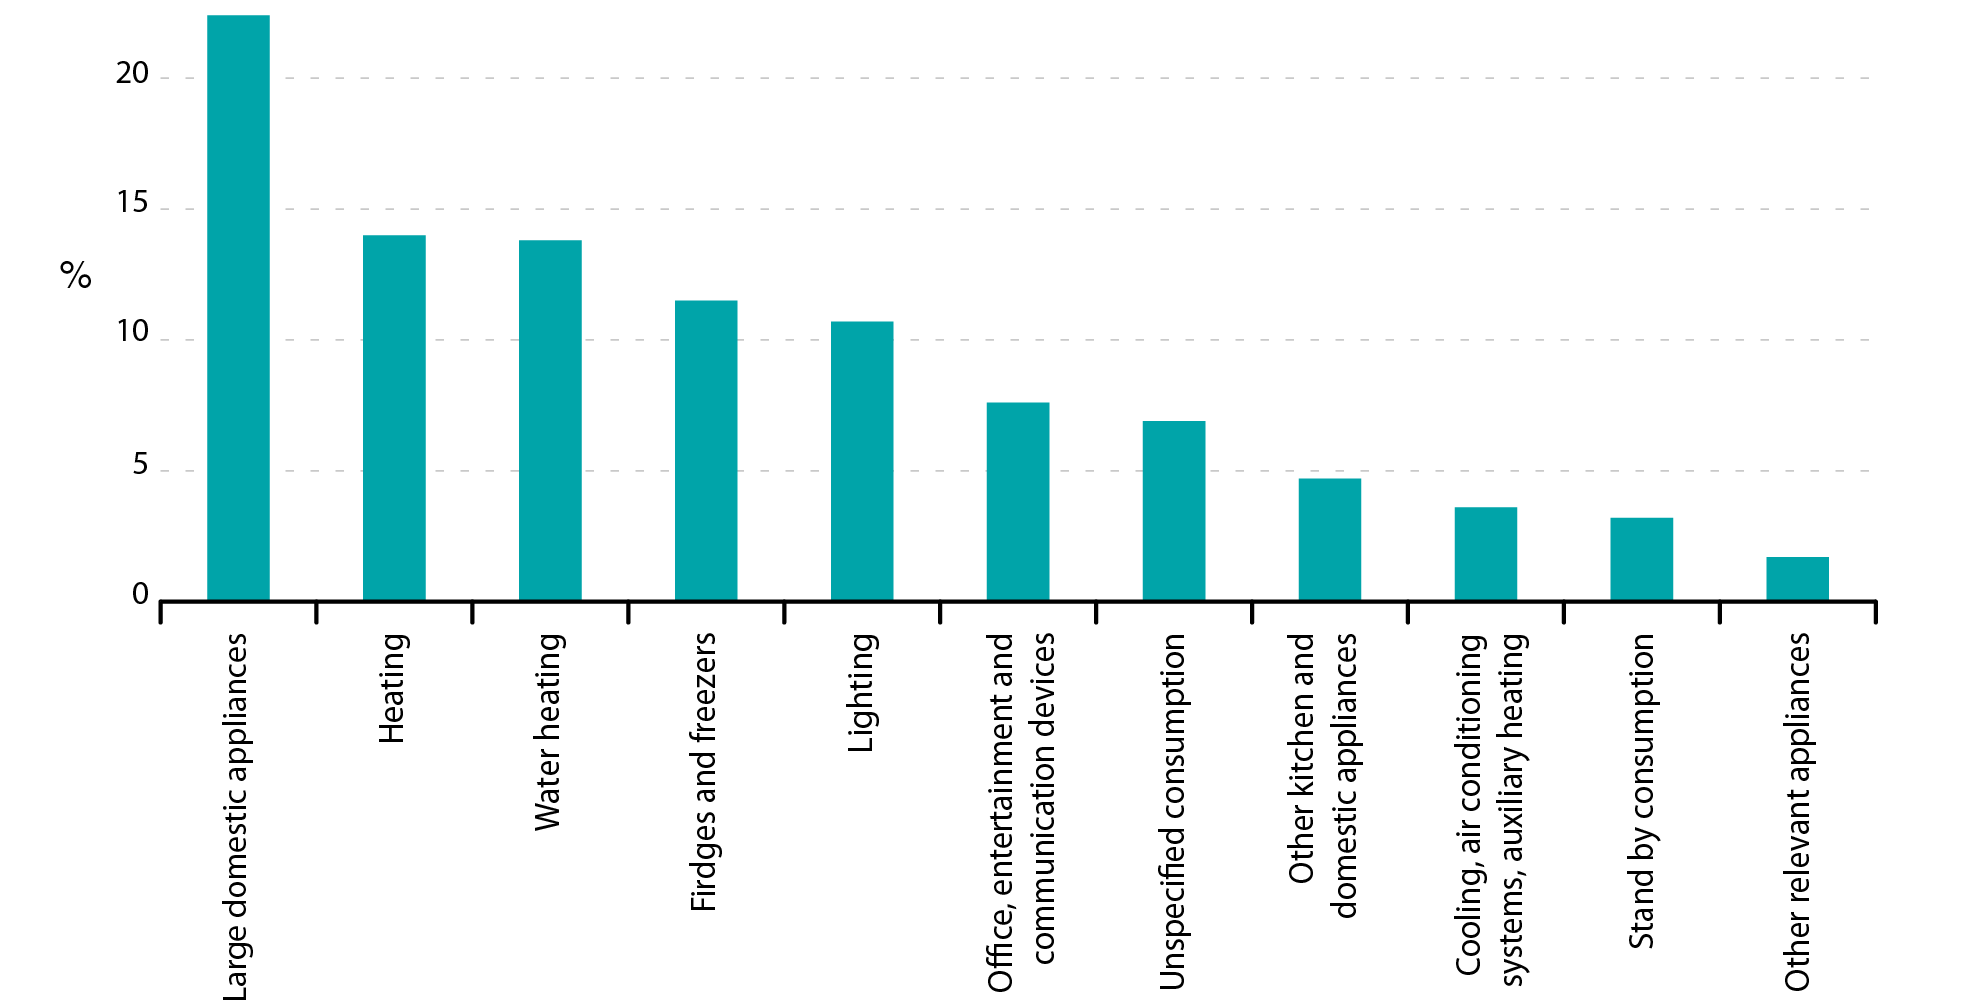 20
15
%
10
5
0
Large domestic appliances
Heating
Water heating
Firdges and freezers
Lighting
Office, entertainment and
communication devices
Unspecified consumption
Other kitchen and
domestic appliances
Cooling, air conditioning
systems, auxiliary heating
Stand by consumption
Other relevant appliances